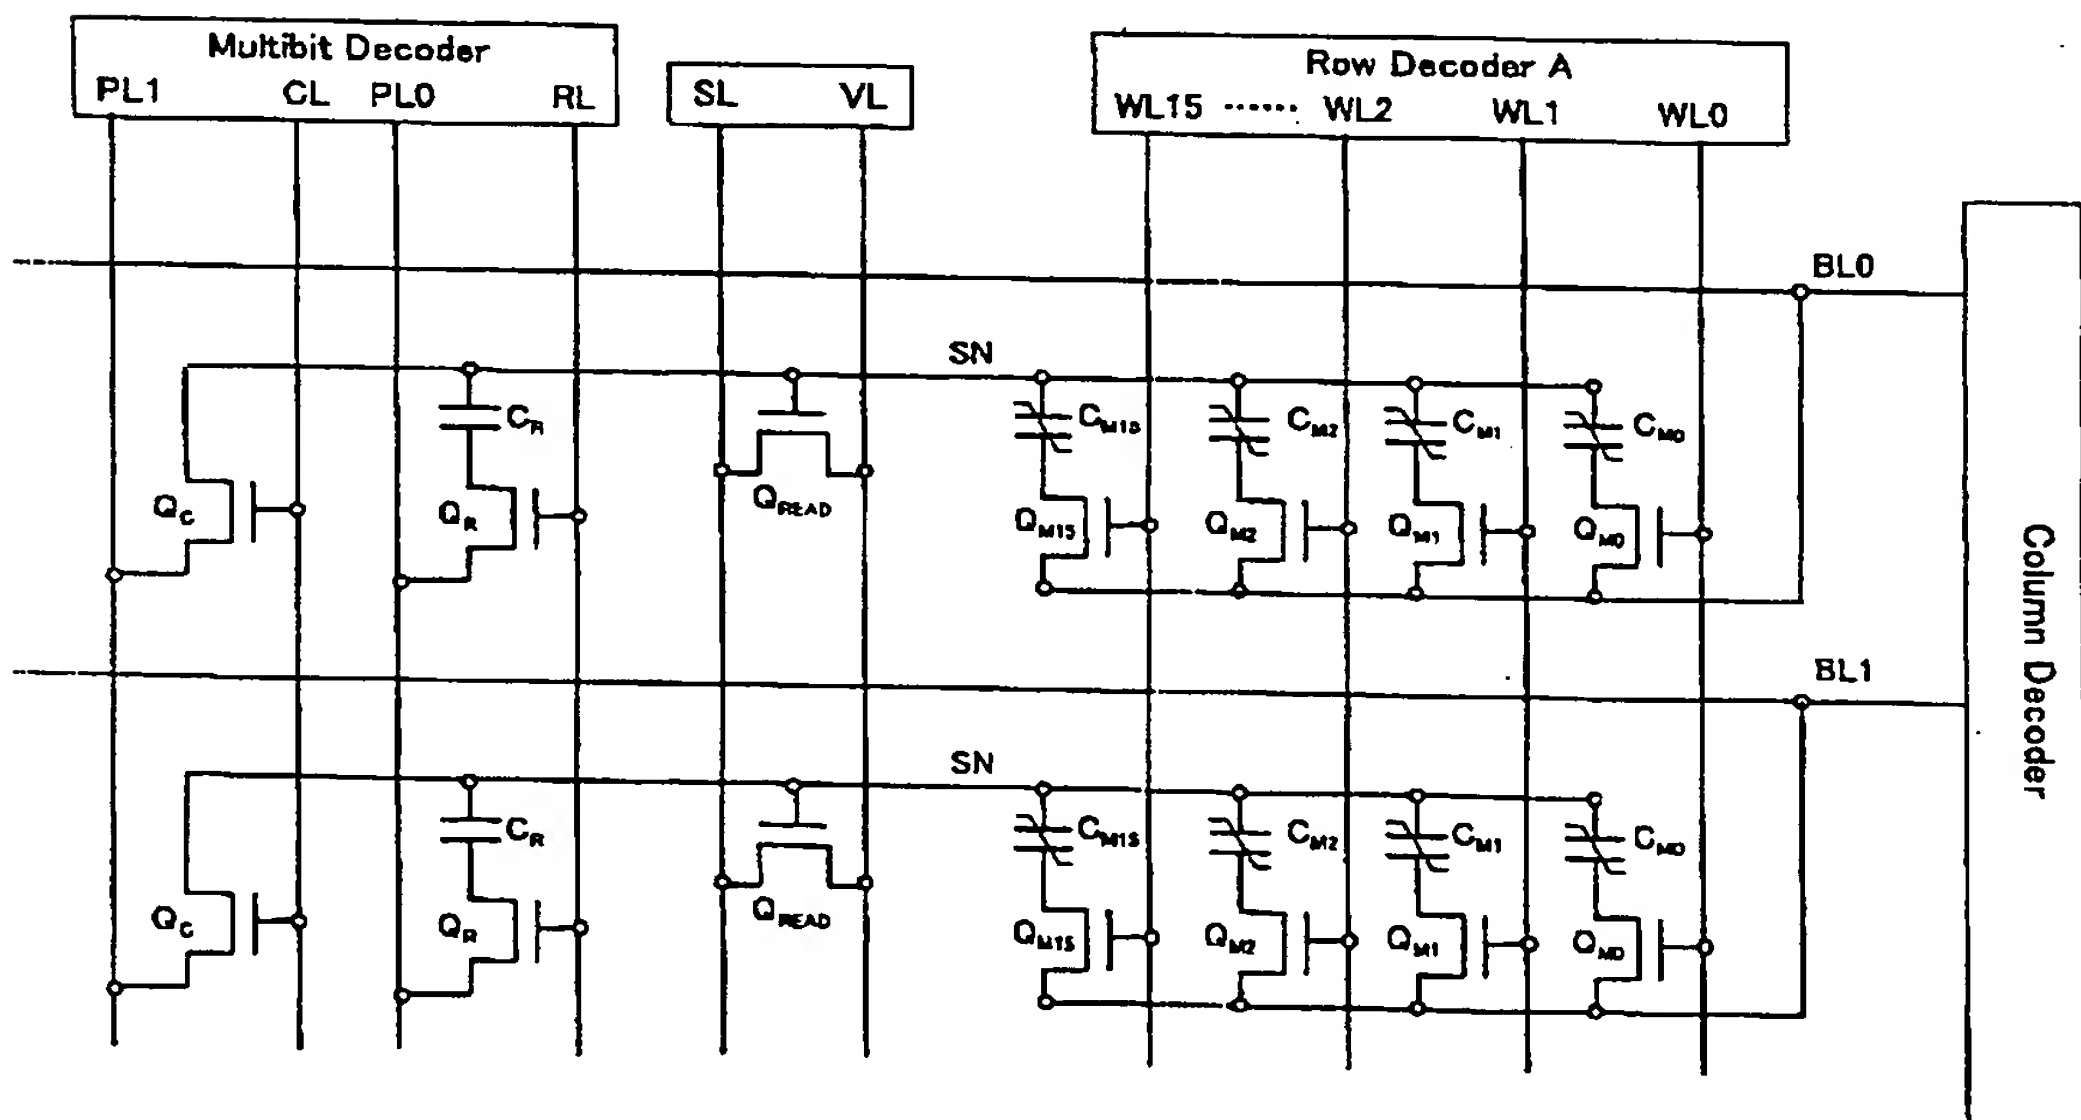 Multibit Decoder
PL1 CL PL0 RL
SL VL
Row Decoder A
WL15 ...... WL2 WL1 WL0
BL0
SN
CR
CM15 CM2 CM1 CM0
QC QR QREAD QM15 QM2 QM1 QM0
Column Decoder
BL1
SN
CR
CM15 CM2 CM1 CM0
QC QR QREAD QM15 QM2 QM1 QM0